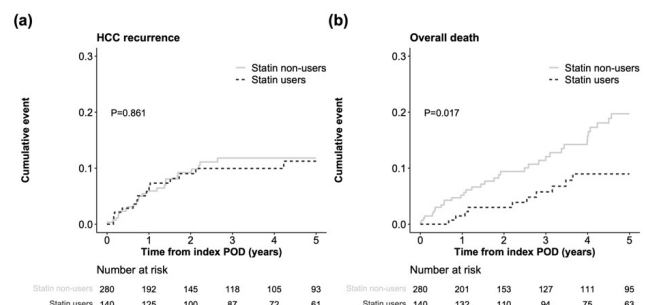 (a)
HCC recurrence
Cumulative event
0.3
0.2
0.1
0.0
Statin non-users
Statin users
P=0.861
0 1 2 3 4 5
Time from index POD (years)
Number at risk
Statin non-users 280 192 145 118 105 93
Statin users 140 125 100 87 72 61
(b)
Overall death
Cumulative event
0.3
0.2
0.1
0.0
Statin non-users
Statin users
P=0.017
0 1 2 3 4 5
Time from index POD (years)
Number at risk
Statin non-users 280 201 153 127 111 95
Statin users 140 132 110 94 75 63